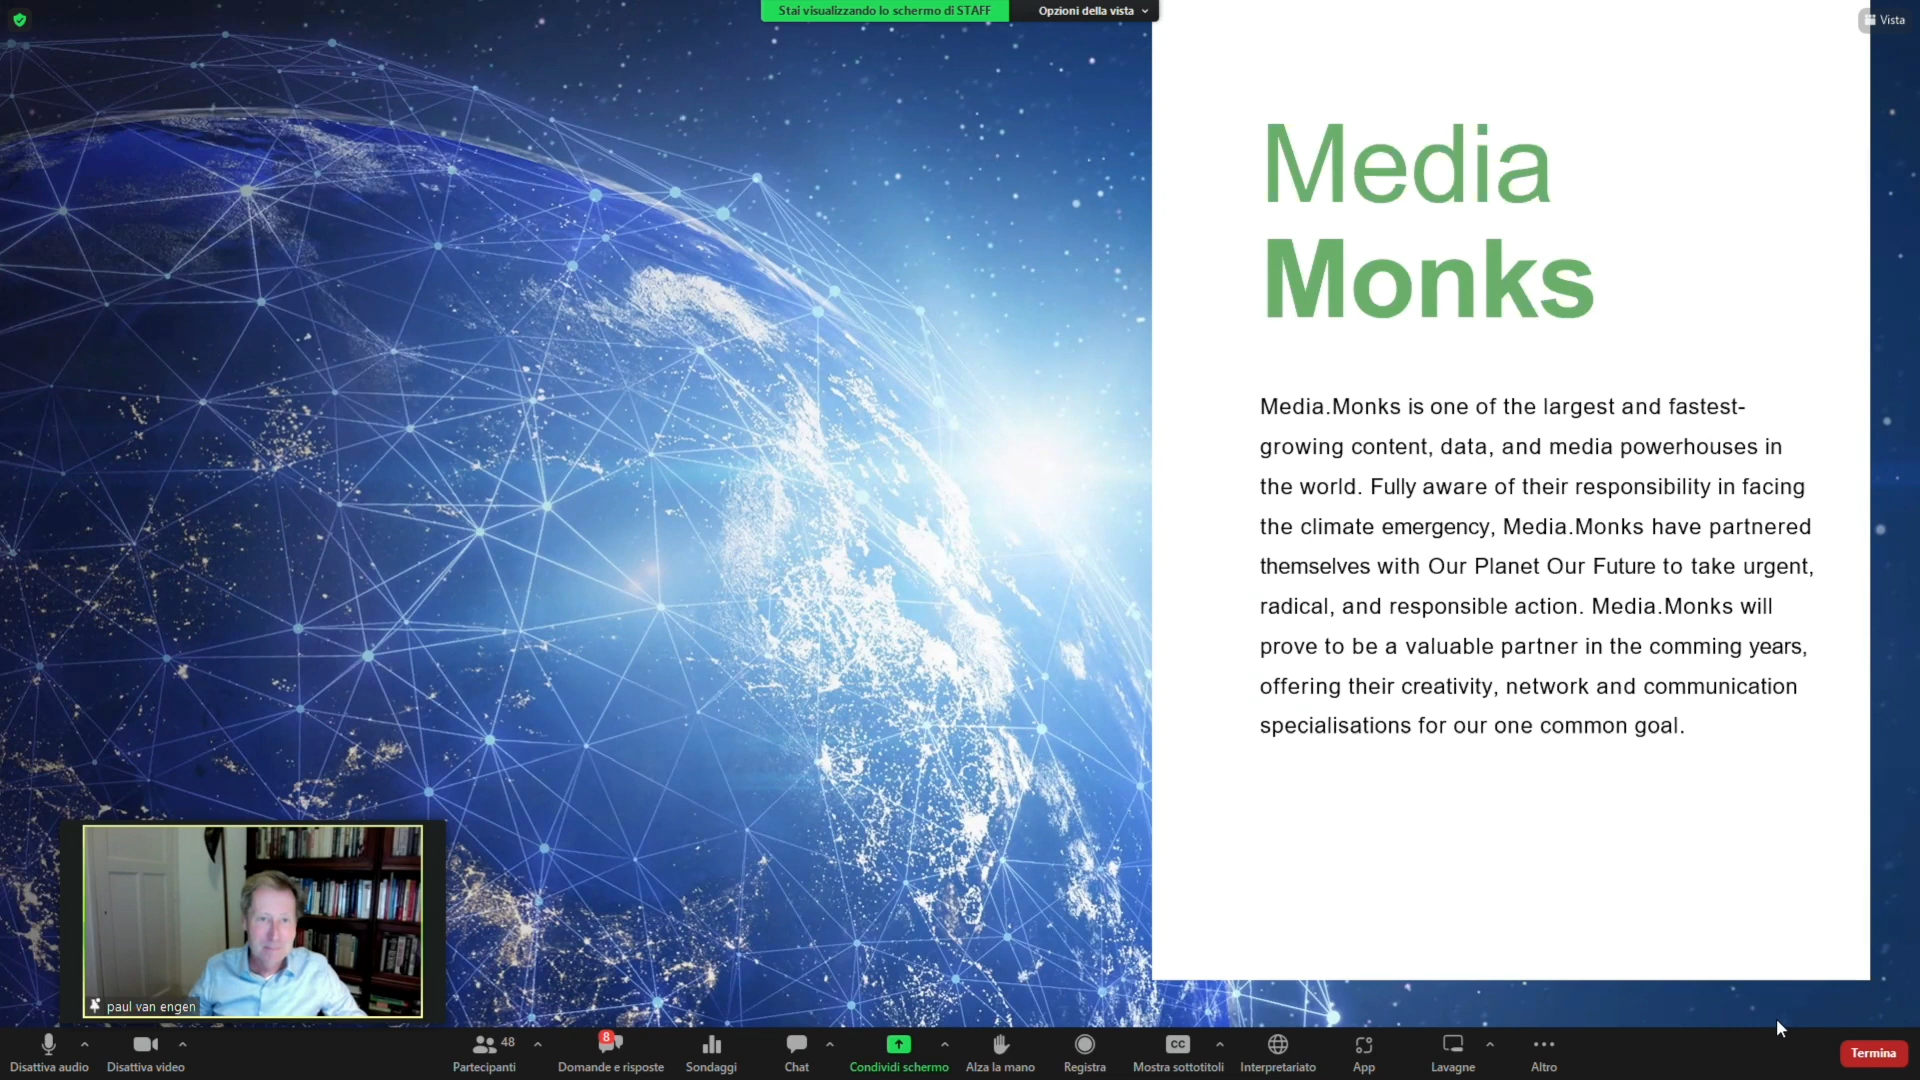 Stai visualizzando lo schermo di STAFF
Opzioni della vista
Vista
Media
Monks
Media.Monks is one of the largest and fastest-
growing content, data, and media powerhouses in
the world. Fully aware of their responsibility in facing
the climate emergency, Media.Monks have partnered
themselves with Our Planet Our Future to take urgent,
radical, and responsible action. Media.Monks will
prove to be a valuable partner in the comming years,
offering their creativity, network and communication
specialisations for our one common goal.
paul van engen
Disattiva audio
Disattiva video
48
Partecipanti
8
Domande e risposte
Sondaggi
Chat
Condividi schermo
Alza la mano
Registra
CC
Mostra sottotitoli
Interpretariato
App
Lavagne
Altro
Termina